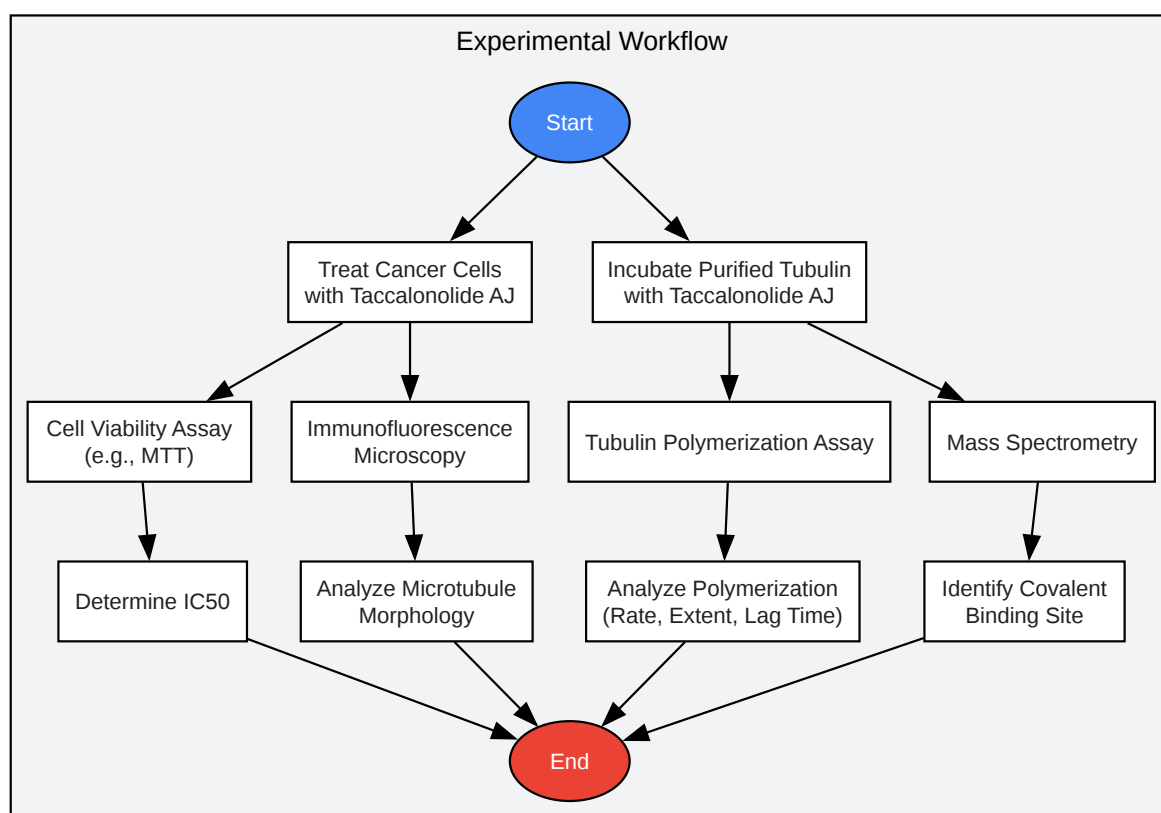 Experimental Workflow
Start
Treat Cancer Cells
with Taccalonolide AJ
Incubate Purified Tubulin
with Taccalonolide AJ
Cell Viability Assay
(e.g., MTT)
Immunofluorescence
Microscopy
Tubulin Polymerization Assay
Mass Spectrometry
Determine IC50
Analyze Microtubule
Morphology
Analyze Polymerization
(Rate, Extent, Lag Time)
Identify Covalent
Binding Site
End